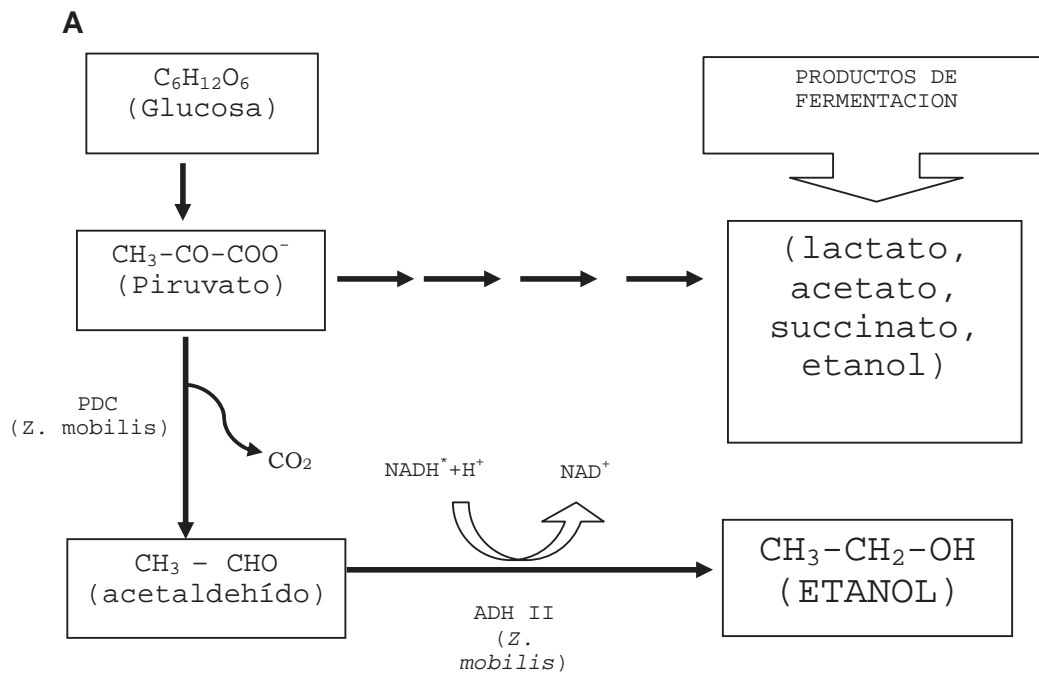 A
C₆H₁₂O₆
(Glucosa)
PRODUCTOS DE
FERMENTACION
CH₃-CO-COO⁻
(Piruvato)
(lactato,
acetato,
succinato,
etanol)
PDC
(Z. mobilis)
CO₂
NADH*+H⁺
NAD⁺
CH₃ – CHO
(acetaldehído)
CH₃-CH₂-OH
(ETANOL)
ADH II
(Z.
mobilis)